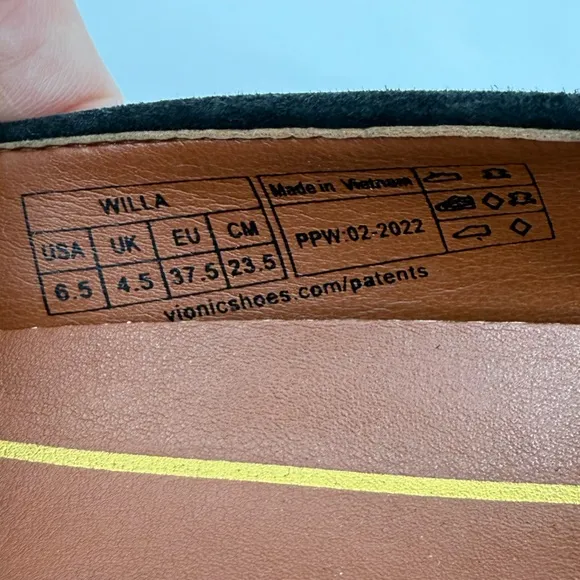 WILLA
USA UK EU CM
6.5 4.5 37.5 23.5
Made in Vietnam
PPW:02-2022
vionicshoes.com/patents